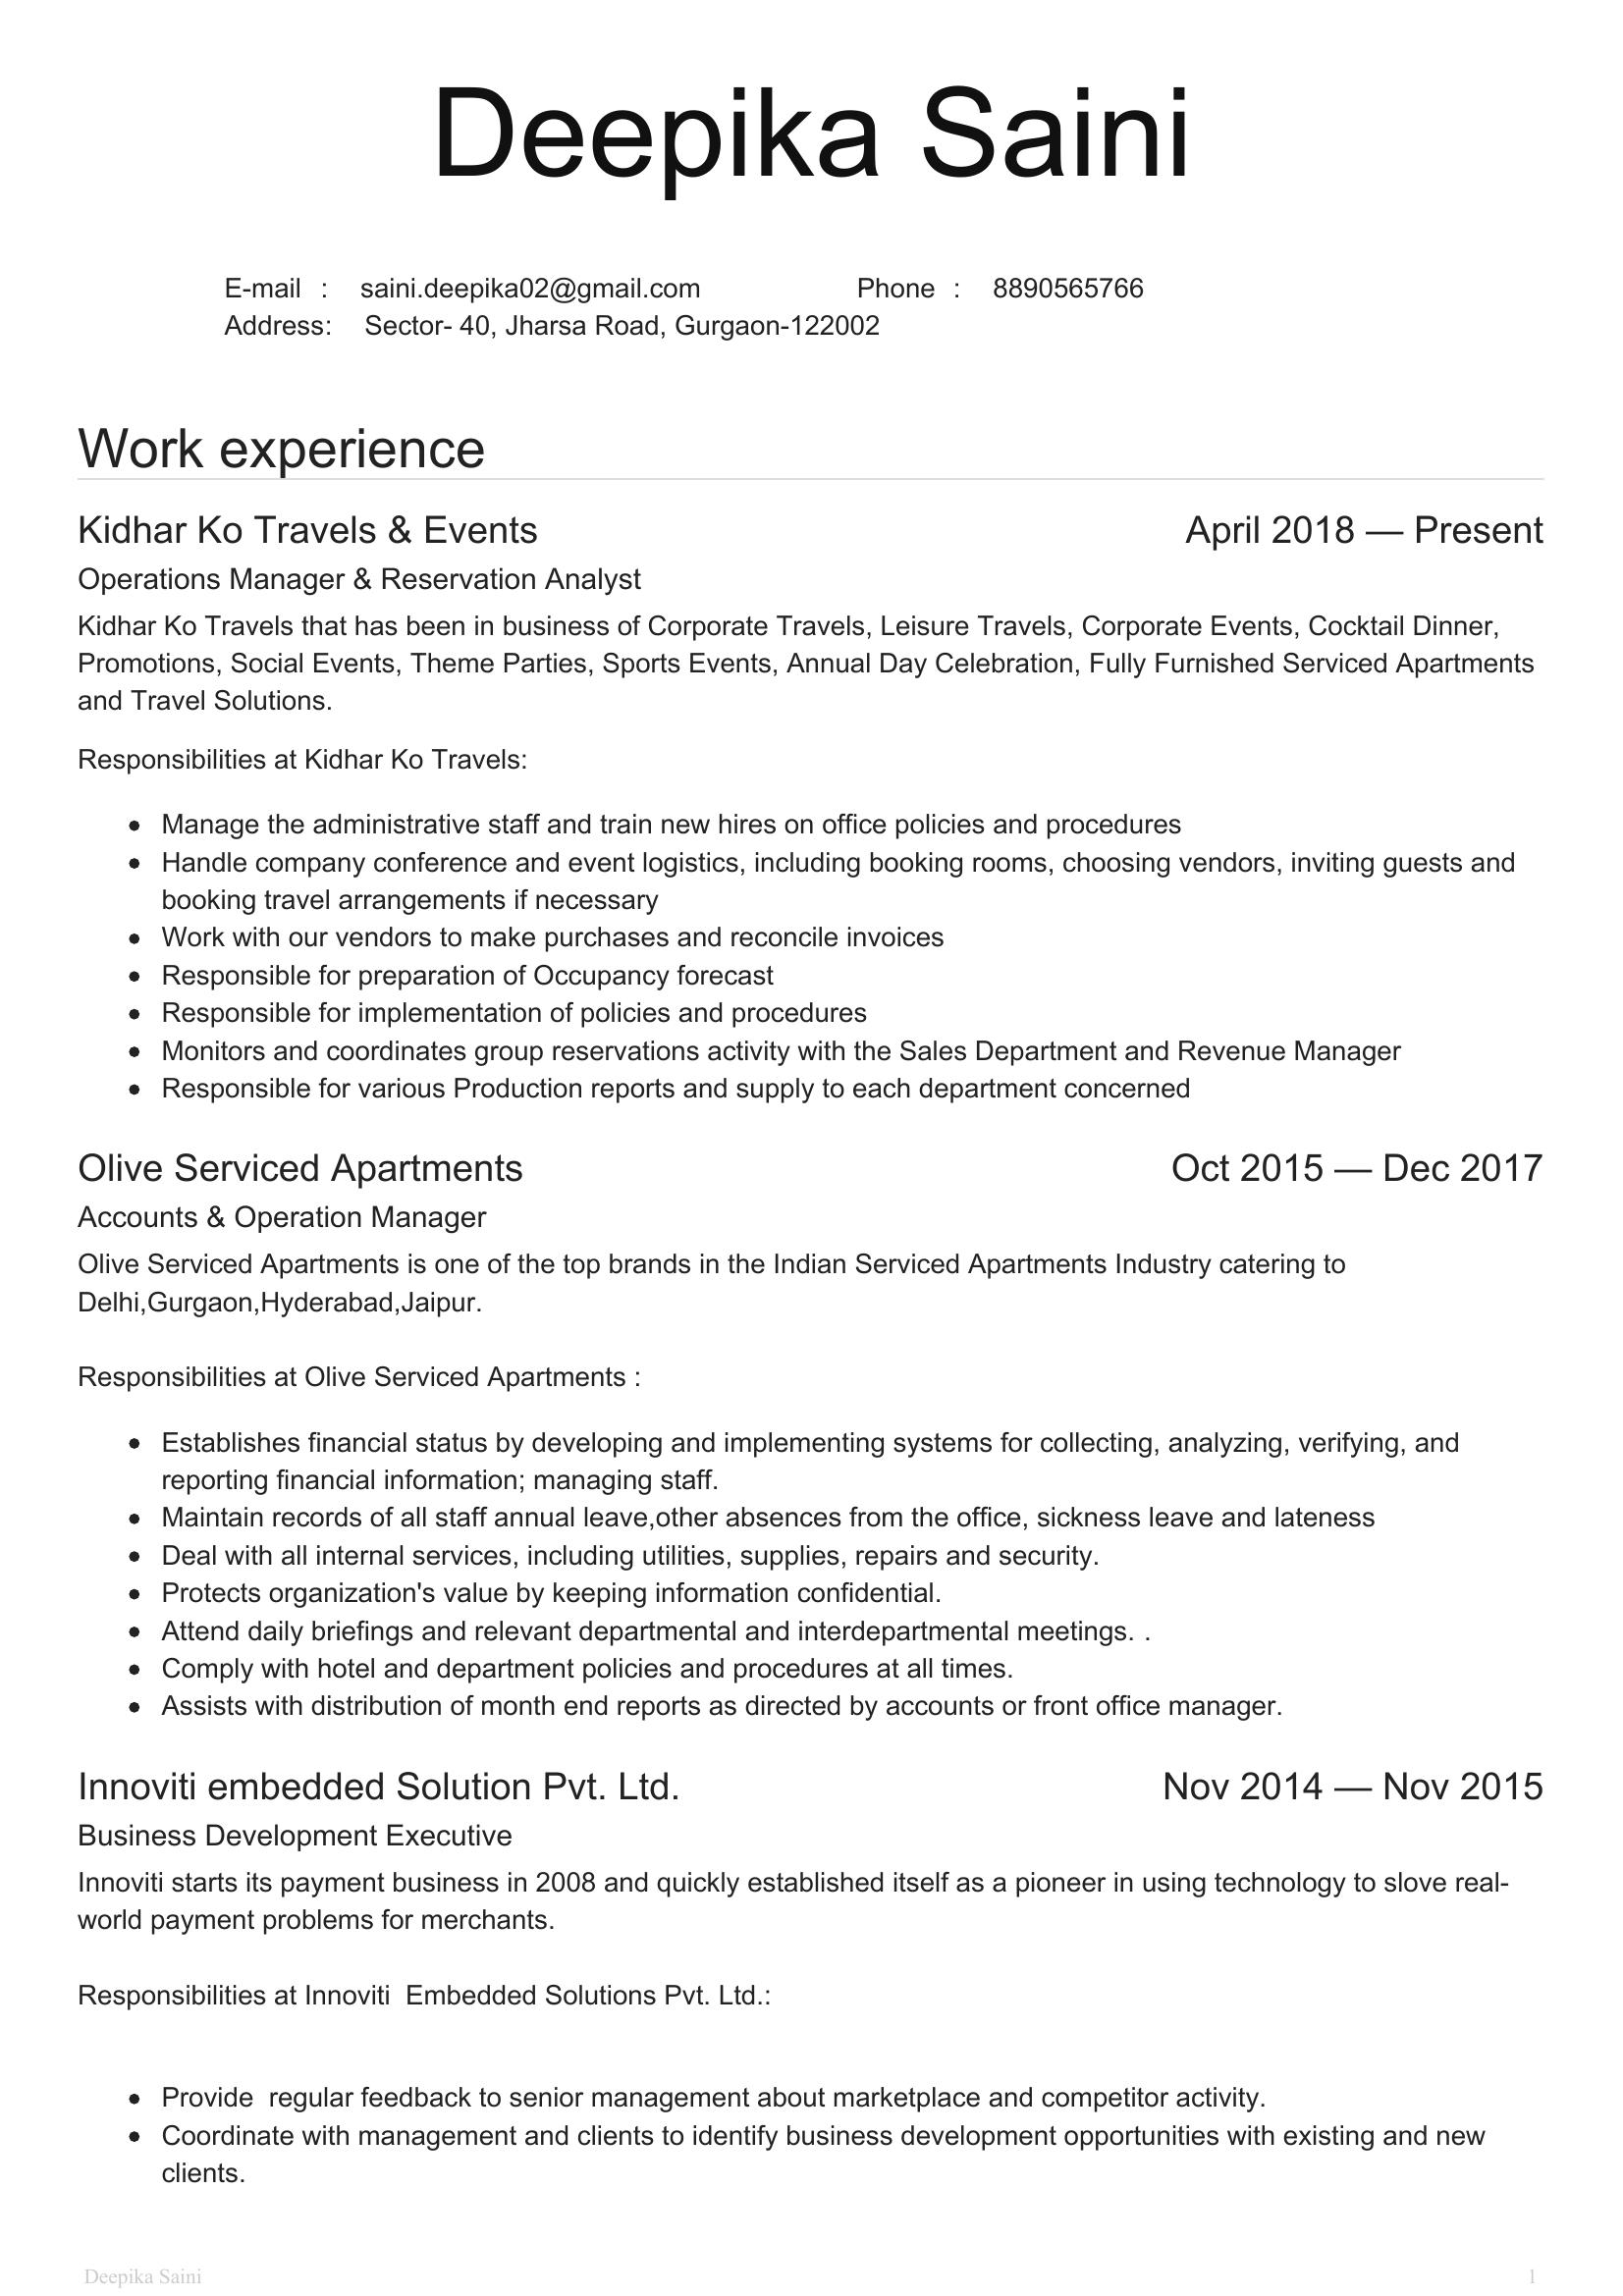 Deepika Saini
E-mail : saini.deepika02@gmail.com Phone : 8890565766
Address: Sector- 40, Jharsa Road, Gurgaon-122002
Work experience
Kidhar Ko Travels & Events April 2018 — Present
Operations Manager & Reservation Analyst
Kidhar Ko Travels that has been in business of Corporate Travels, Leisure Travels, Corporate Events, Cocktail Dinner,
Promotions, Social Events, Theme Parties, Sports Events, Annual Day Celebration, Fully Furnished Serviced Apartments
and Travel Solutions.
Responsibilities at Kidhar Ko Travels:
• Manage the administrative staff and train new hires on office policies and procedures
• Handle company conference and event logistics, including booking rooms, choosing vendors, inviting guests and
booking travel arrangements if necessary
• Work with our vendors to make purchases and reconcile invoices
• Responsible for preparation of Occupancy forecast
• Responsible for implementation of policies and procedures
• Monitors and coordinates group reservations activity with the Sales Department and Revenue Manager
• Responsible for various Production reports and supply to each department concerned
Olive Serviced Apartments Oct 2015 — Dec 2017
Accounts & Operation Manager
Olive Serviced Apartments is one of the top brands in the Indian Serviced Apartments Industry catering to
Delhi,Gurgaon,Hyderabad,Jaipur.
Responsibilities at Olive Serviced Apartments :
• Establishes financial status by developing and implementing systems for collecting, analyzing, verifying, and
reporting financial information; managing staff.
• Maintain records of all staff annual leave,other absences from the office, sickness leave and lateness
• Deal with all internal services, including utilities, supplies, repairs and security.
• Protects organization's value by keeping information confidential.
• Attend daily briefings and relevant departmental and interdepartmental meetings. .
• Comply with hotel and department policies and procedures at all times.
• Assists with distribution of month end reports as directed by accounts or front office manager.
Innoviti embedded Solution Pvt. Ltd. Nov 2014 — Nov 2015
Business Development Executive
Innoviti starts its payment business in 2008 and quickly established itself as a pioneer in using technology to slove real-
world payment problems for merchants.
Responsibilities at Innoviti  Embedded Solutions Pvt. Ltd.:
• Provide  regular feedback to senior management about marketplace and competitor activity.
• Coordinate with management and clients to identify business development opportunities with existing and new
clients.
Deepika Saini 1